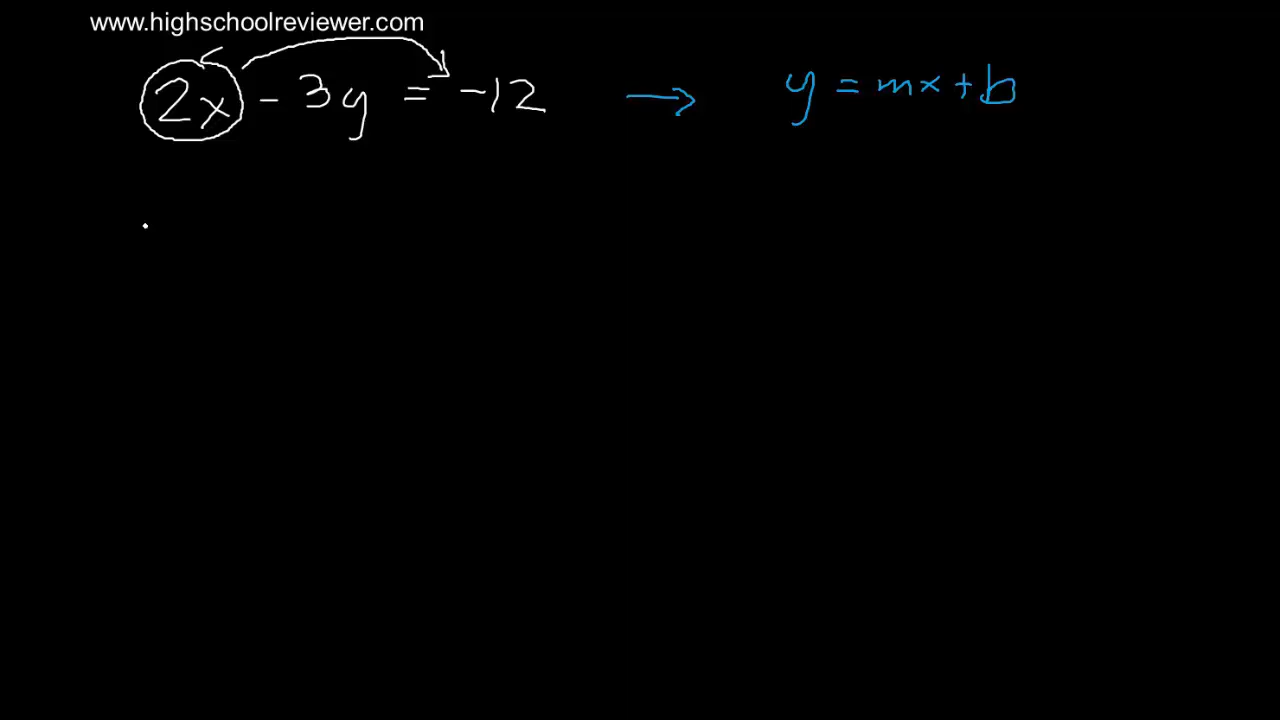 www.highschoolreviewer.com
2x - 3y = -12 → y = mx + b